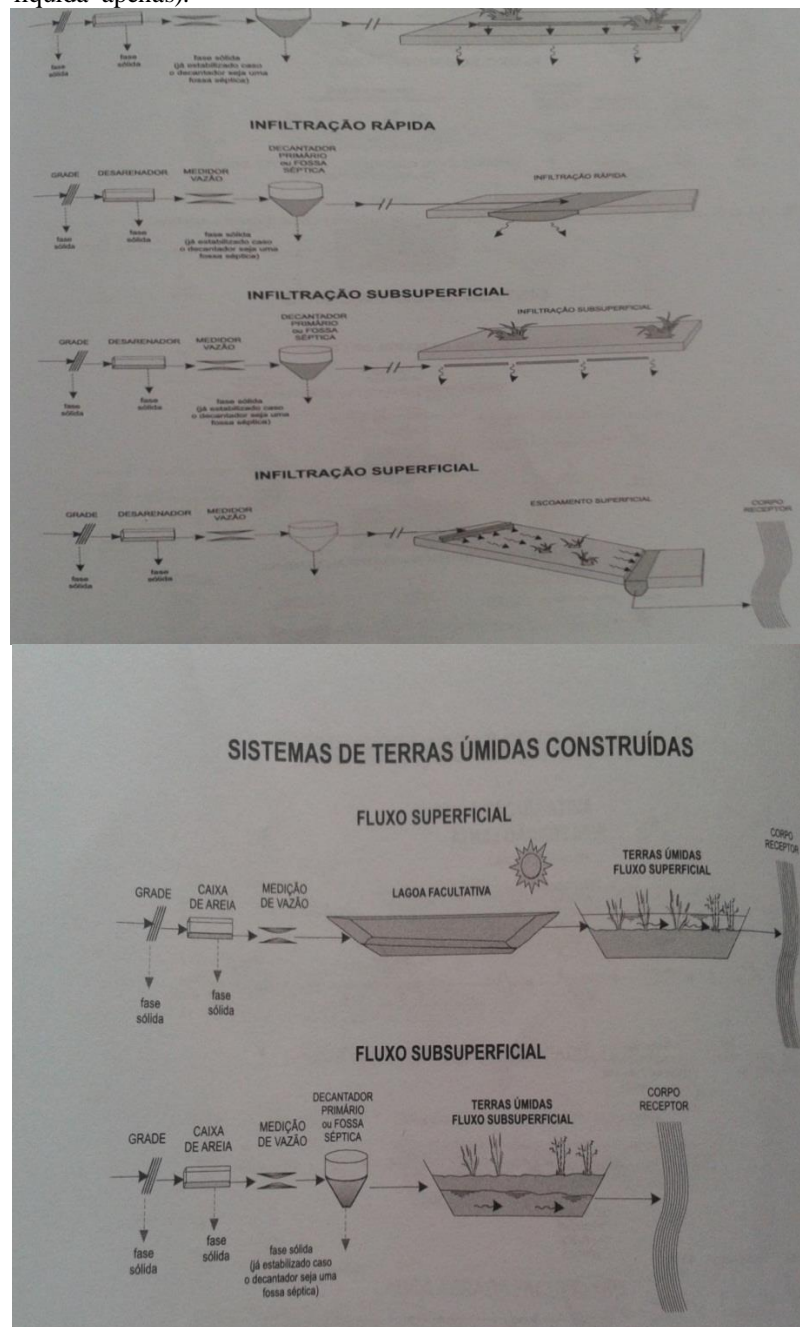 líquida apenas).
fase
sólida
fase
sólida
fase sólida
(já estabilizado caso
o decantador seja uma
fossa séptica)
INFILTRAÇÃO RÁPIDA
GRADE
DESARENADOR
MEDIDOR
VAZÃO
DECANTADOR
PRIMÁRIO
ou FOSSA
SÉPTICA
INFILTRAÇÃO RÁPIDA
fase
sólida
fase
sólida
fase sólida
(já estabilizado caso
o decantador seja uma
fossa séptica)
INFILTRAÇÃO SUBSUPERFICIAL
GRADE
DESARENADOR
MEDIDOR
VAZÃO
DECANTADOR
PRIMÁRIO
ou FOSSA
SÉPTICA
INFILTRAÇÃO SUBSUPERFICIAL
fase
sólida
fase
sólida
fase sólida
(já estabilizado caso
o decantador seja uma
fossa séptica)
INFILTRAÇÃO SUPERFICIAL
GRADE
DESARENADOR
MEDIDOR
VAZÃO
ESCOAMENTO SUPERFICIAL
CORPO
RECEPTOR
fase
sólida
fase
sólida
SISTEMAS DE TERRAS ÚMIDAS CONSTRUÍDAS
FLUXO SUPERFICIAL
GRADE
CAIXA
DE AREIA
MEDIÇÃO
DE VAZÃO
LAGOA FACULTATIVA
TERRAS ÚMIDAS
FLUXO SUPERFICIAL
CORPO
RECEPTOR
fase
sólida
fase
sólida
FLUXO SUBSUPERFICIAL
GRADE
CAIXA
DE AREIA
MEDIÇÃO
DE VAZÃO
DECANTADOR
PRIMÁRIO
ou FOSSA
SÉPTICA
TERRAS ÚMIDAS
FLUXO SUBSUPERFICIAL
CORPO
RECEPTOR
fase
sólida
fase
sólida
fase sólida
(já estabilizado caso
o decantador seja uma
fossa séptica)